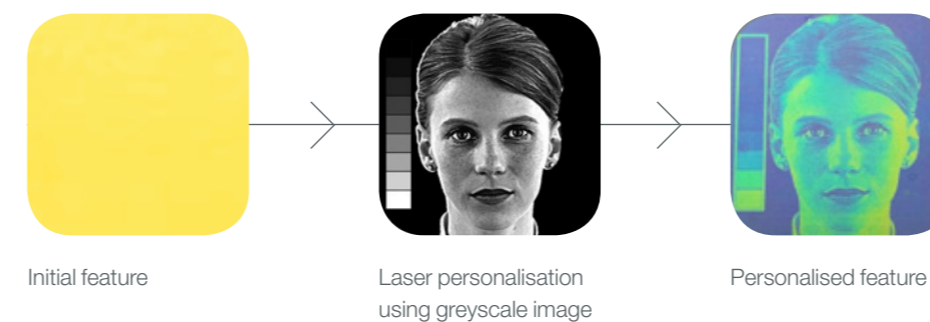 Initial feature
Laser personalisation
using greyscale image
Personalised feature